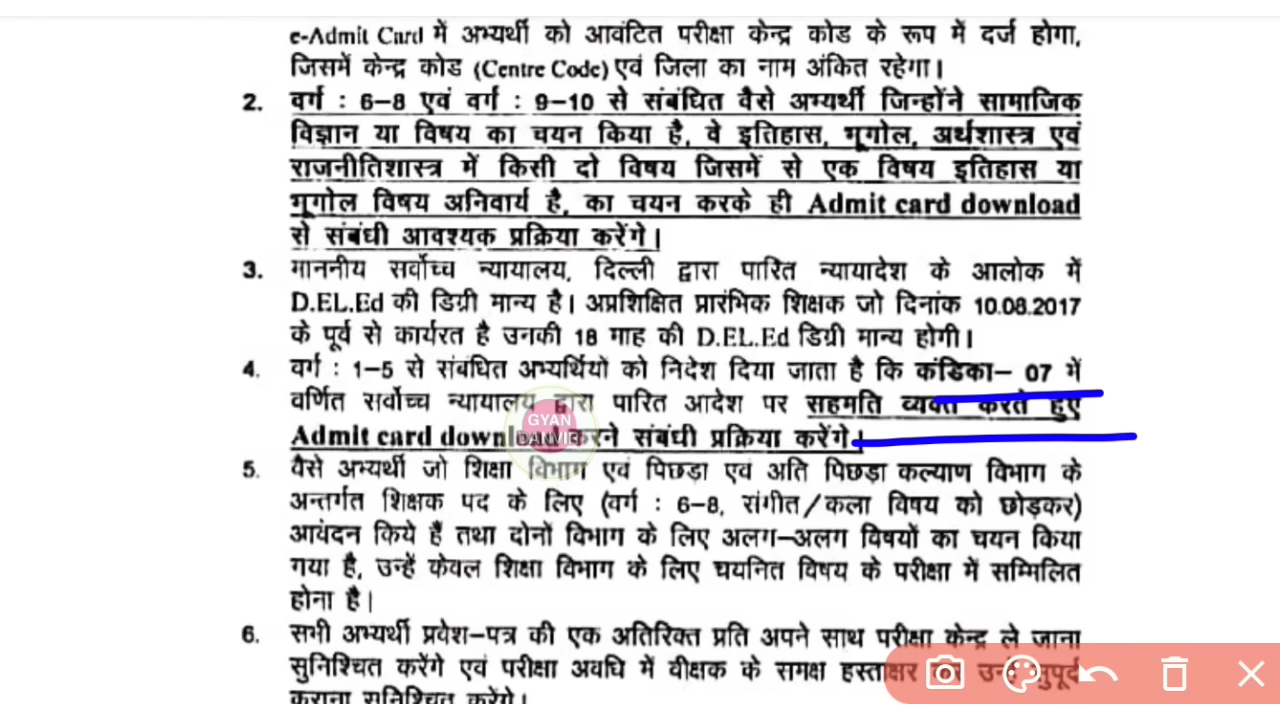 e-Admit Card में अभ्यर्थी को आवंटित परीक्षा केन्द्र कोड के रूप में दर्ज होगा,
जिसमें केन्द्र कोड (Centre Code) एवं जिला का नाम अंकित रहेगा।
2. वर्ग : 6–8 एवं वर्ग : 9–10 से संबंधित वैसे अभ्यर्थी जिन्होंने सामाजिक
विज्ञान या विषय का चयन किया है, वे इतिहास, भूगोल, अर्थशास्त्र एवं
राजनीतिशास्त्र में किसी दो विषय जिसमें से एक विषय इतिहास या
भूगोल विषय अनिवार्य है, का चयन करके ही Admit card download
से संबंधी आवश्यक प्रक्रिया करेंगे।
3. माननीय सर्वोच्च न्यायालय, दिल्ली द्वारा पारित न्यायादेश के आलोक में
D.EL.Ed की डिग्री मान्य है। अप्रशिक्षित प्रारंभिक शिक्षक जो दिनांक 10.08.2017
के पूर्व से कार्यरत है उनकी 18 माह की D.EL.Ed डिग्री मान्य होगी।
4. वर्ग : 1–5 से संबंधित अभ्यर्थियों को निदेश दिया जाता है कि कंडिका– 07 में
वर्णित सर्वोच्च न्यायालय द्वारा पारित आदेश पर सहमति व्यक्त करते हुए
GYAN
DANVIR
Admit card download करने संबंधी प्रक्रिया करेंगे।
5. वैसे अभ्यर्थी जो शिक्षा विभाग एवं पिछड़ा एवं अति पिछड़ा कल्याण विभाग के
अन्तर्गत शिक्षक पद के लिए (वर्ग : 6–8, संगीत/कला विषय को छोड़कर)
आवंदन किये हैं तथा दोनों विभाग के लिए अलग–अलग विषयों का चयन किया
गया है, उन्हें केवल शिक्षा विभाग के लिए चयनित विषय के परीक्षा में सम्मिलित
होना है।
6. सभी अभ्यर्थी प्रवेश–पत्र की एक अतिरिक्त प्रति अपने साथ परीक्षा केन्द्र ले जाना
सुनिश्चित करेंगे एवं परीक्षा अवधि में वीक्षक के समक्ष हस्ताक्षर कर उन्हें सुपूर्द
कराना सुनिश्चित करेंगे।